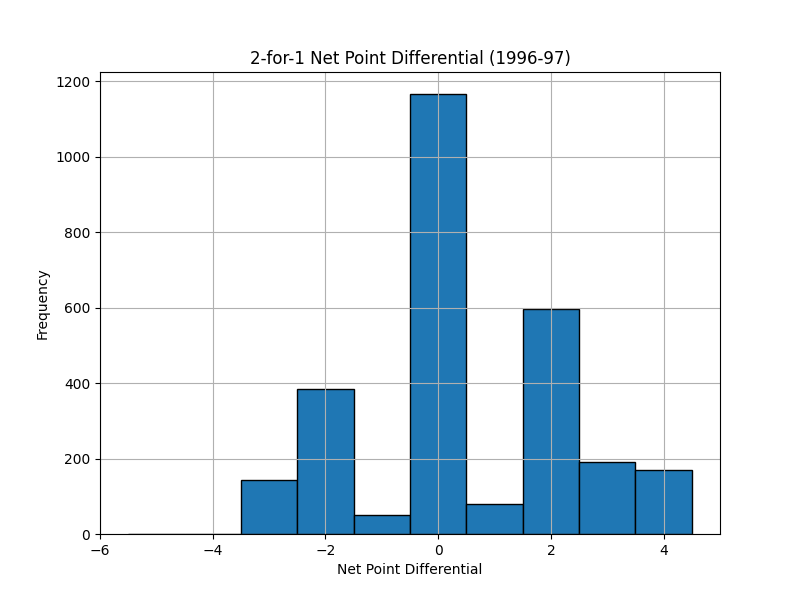 2-for-1 Net Point Differential (1996-97)
1200
1000
800
600
400
200
0
Frequency
−6 −4 −2 0 2 4
Net Point Differential